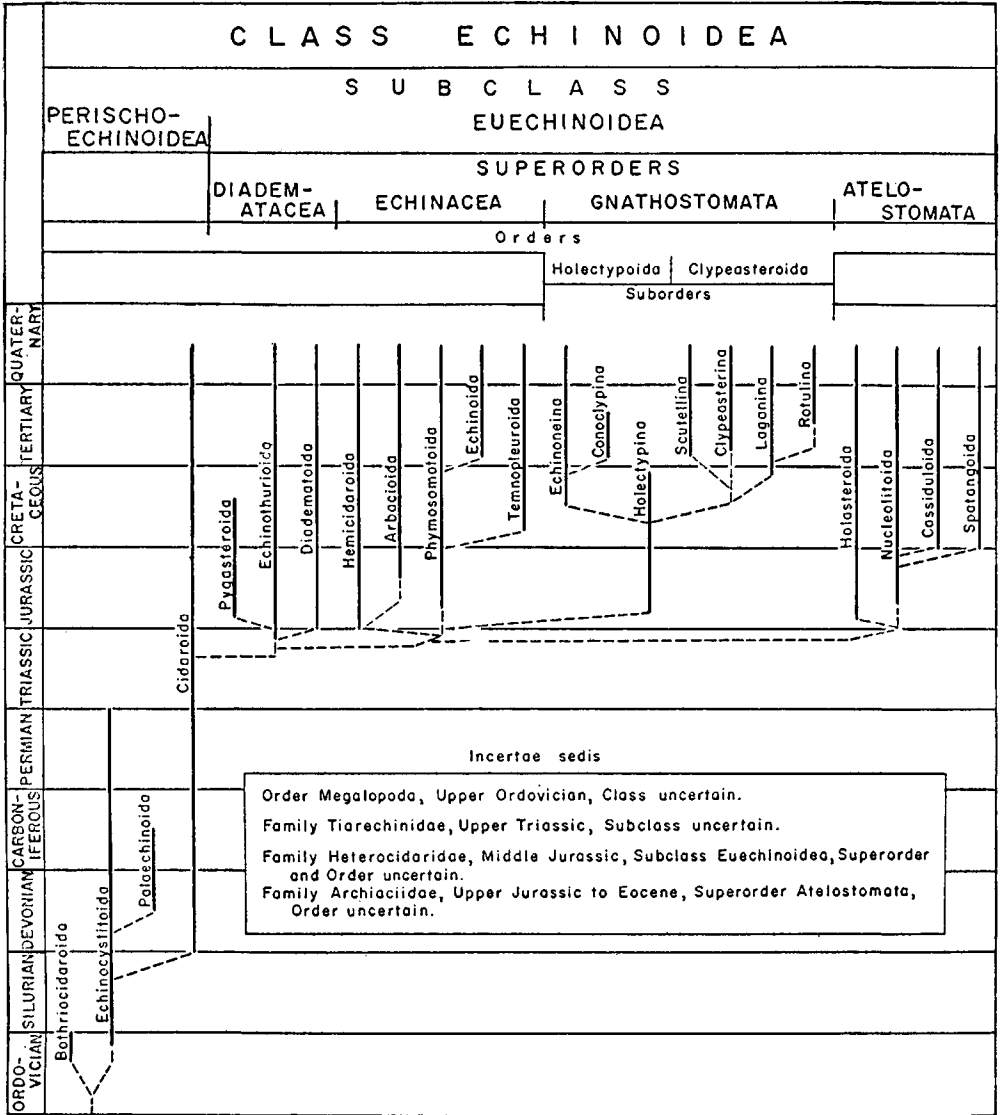 CLASS ECHINOIDEA
SUBCLASS
PERISCHO-
ECHINOIDEA
EUECHINOIDEA
SUPERORDERS
DIADEM-
ATACEA
ECHINACEA
GNATHOSTOMATA
ATELO-
STOMATA
Orders
Holectypoida
Clypeasteroida
Suborders
QUATER-
NARY
TERTIARY
CRETA-
CEOUS
JURASSIC
TRIASSIC
PERMIAN
CARBON-
IFEROUS
DEVONIAN
SILURIAN
ORDO-
VICIAN
Bothriocidaroida
Echinocystitoida
Palaechinoida
Cidaroida
Pygasteroida
Echinothurioida
Diadematoida
Hemicidaroida
Arbacioida
Phymosomatoida
Echinoida
Temnopleuroida
Echinoneina
Conoclypina
Holectypina
Scutellina
Clypeasterina
Laganina
Rotulina
Holasteroida
Nucleolitoida
Cassiduloida
Spatangoida
Incertae sedis
Order Megalopoda, Upper Ordovician, Class uncertain.
Family Tiarechinidae, Upper Triassic, Subclass uncertain.
Family Heterocidaridae, Middle Jurassic, Subclass Euechinoidea, Superorder
and Order uncertain.
Family Archiaciidae, Upper Jurassic to Eocene, Superorder Atelostomata,
Order uncertain.